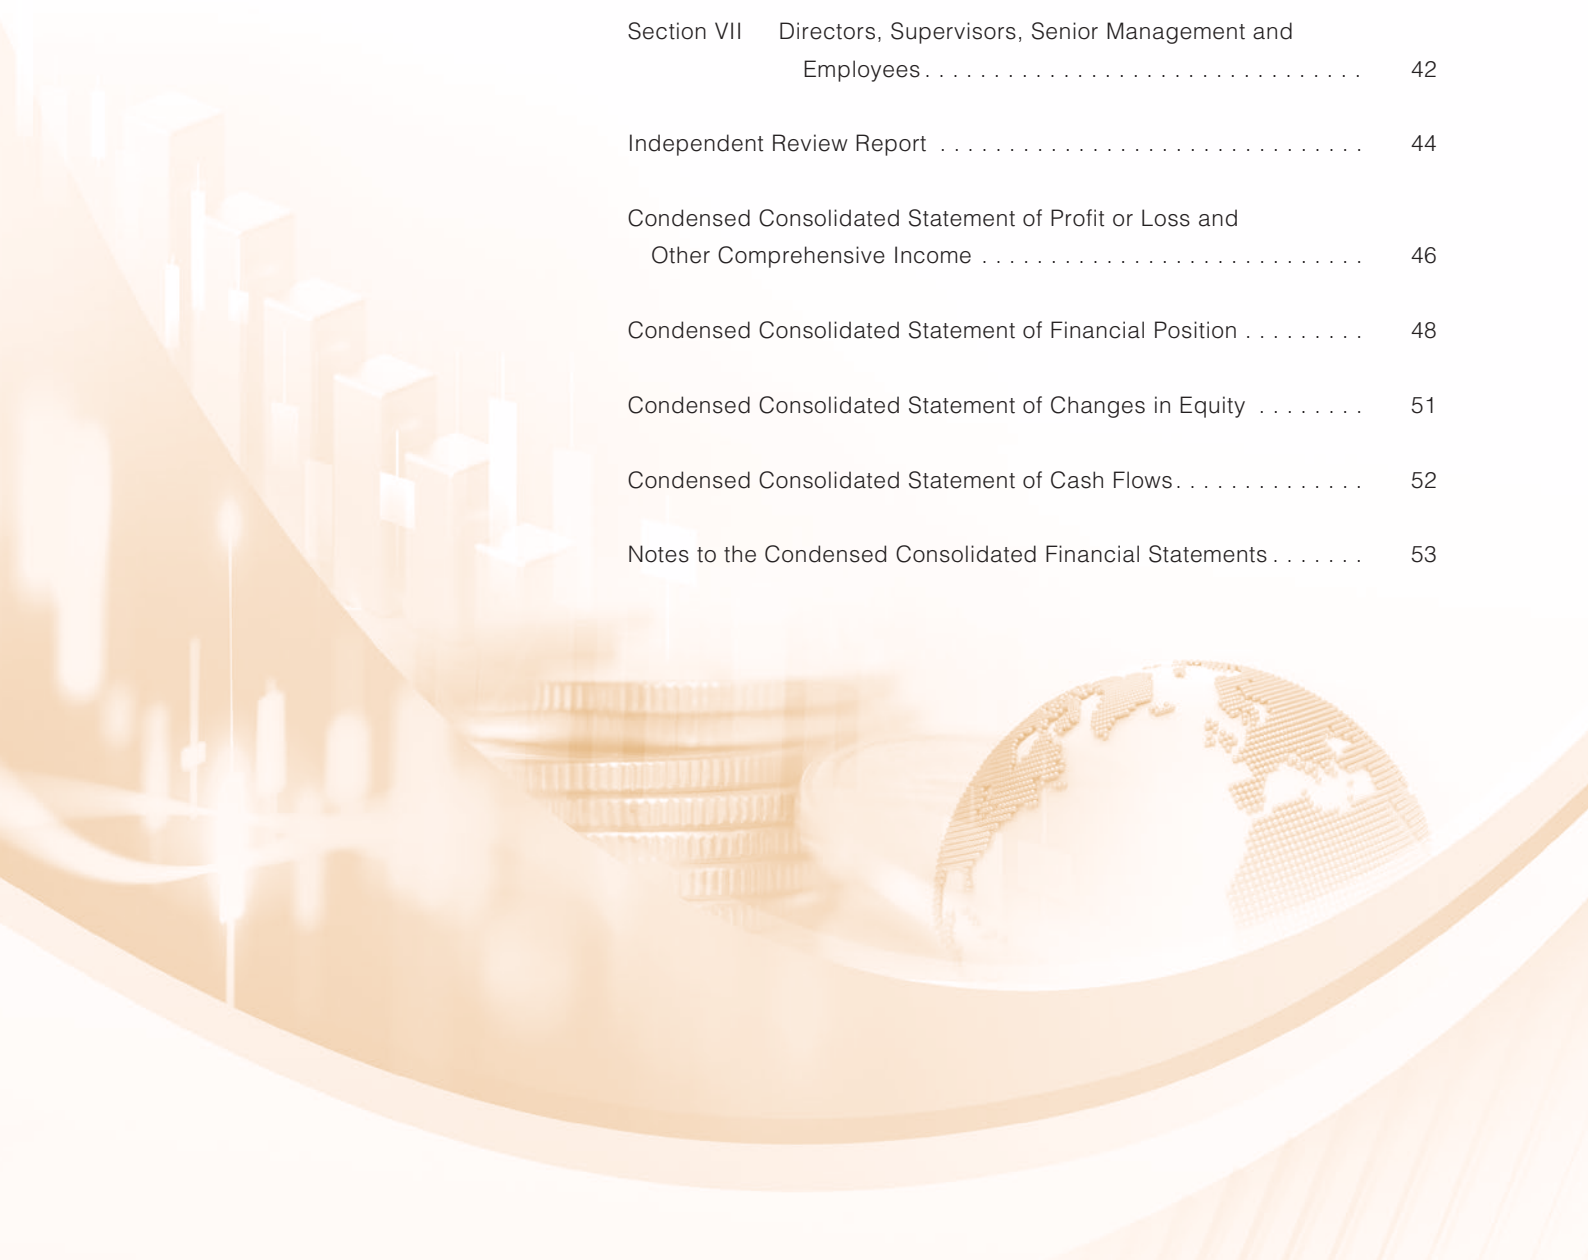 Section VII Directors, Supervisors, Senior Management and
Employees . . . . . . . . . . . . . . . . . . . . . . . . . . . . . . . . 42
Independent Review Report . . . . . . . . . . . . . . . . . . . . . . . . . . . . . . . 44
Condensed Consolidated Statement of Profit or Loss and
Other Comprehensive Income . . . . . . . . . . . . . . . . . . . . . . . . . . . . 46
Condensed Consolidated Statement of Financial Position . . . . . . . . . 48
Condensed Consolidated Statement of Changes in Equity . . . . . . . . 51
Condensed Consolidated Statement of Cash Flows . . . . . . . . . . . . . . 52
Notes to the Condensed Consolidated Financial Statements . . . . . . . 53